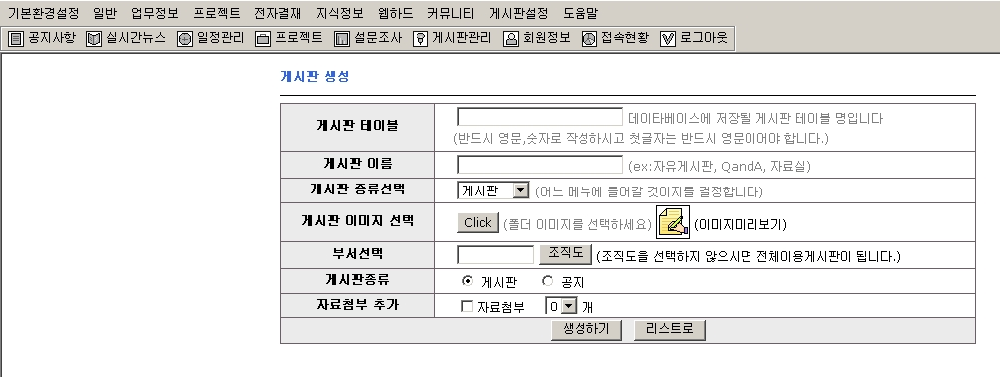 기본환경설정 일반 업무정보 프로젝트 전자결재 지식정보 웹하드 커뮤니티 게시판설정 도움말
공지사항 실시간뉴스 일정관리 프로젝트 설문조사 게시판관리 회원정보 접속현황 로그아웃
게시판 생성
게시판 테이블 데이타베이스에 저장될 게시판 테이블 명입니다
(반드시 영문,숫자로 작성하시고 첫글자는 반드시 영문이어야 합니다.)
게시판 이름 (ex:자유게시판, QandA, 자료실)
게시판 종류선택 게시판 (어느 메뉴에 들어갈 것이지를 결정합니다)
게시판 이미지 선택 Click (폴더 이미지를 선택하세요) (이미지미리보기)
부서선택 조직도 (조직도을 선택하지 않으시면 전체이용게시판이 됩니다.)
게시판종류 게시판 공지
자료첨부 추가 자료첨부 0 개
생성하기 리스트로